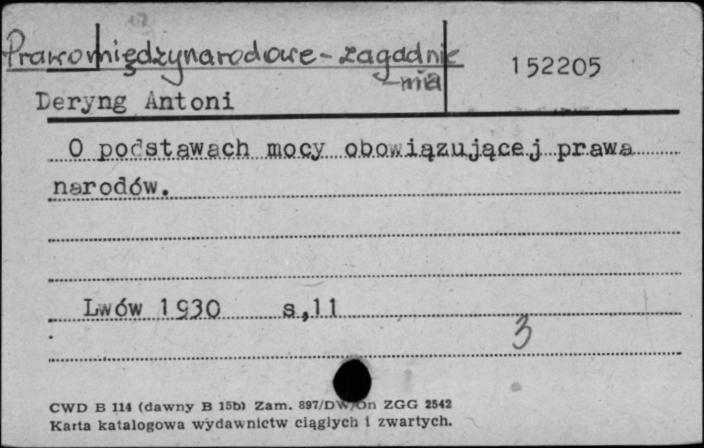 Prawo międzynarodowe - zagadnie
-nia
152205
Deryng Antoni
O podstawach mocy obowiązującej prawa
narodów.
Lwów 1930 s,11
3
CWD B 114 (dawny B 15b) Zam. 897/DW/On ZGG 2542
Karta katalogowa wydawnictw ciągłych i zwartych.